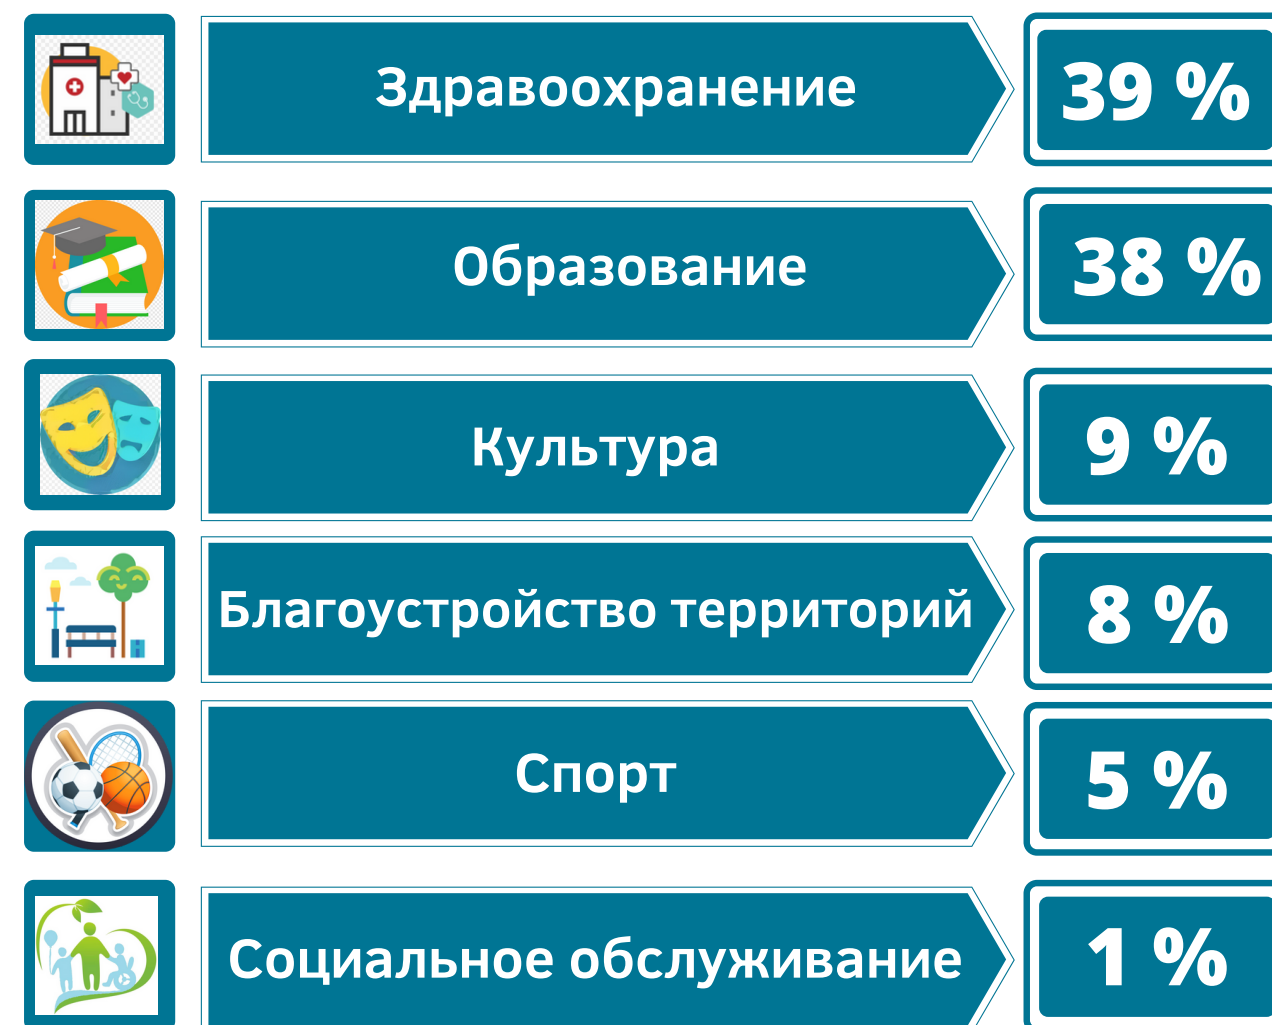 Здравоохранение 39 %
Образование 38 %
Культура 9 %
Благоустройство территорий 8 %
Спорт 5 %
Социальное обслуживание 1 %